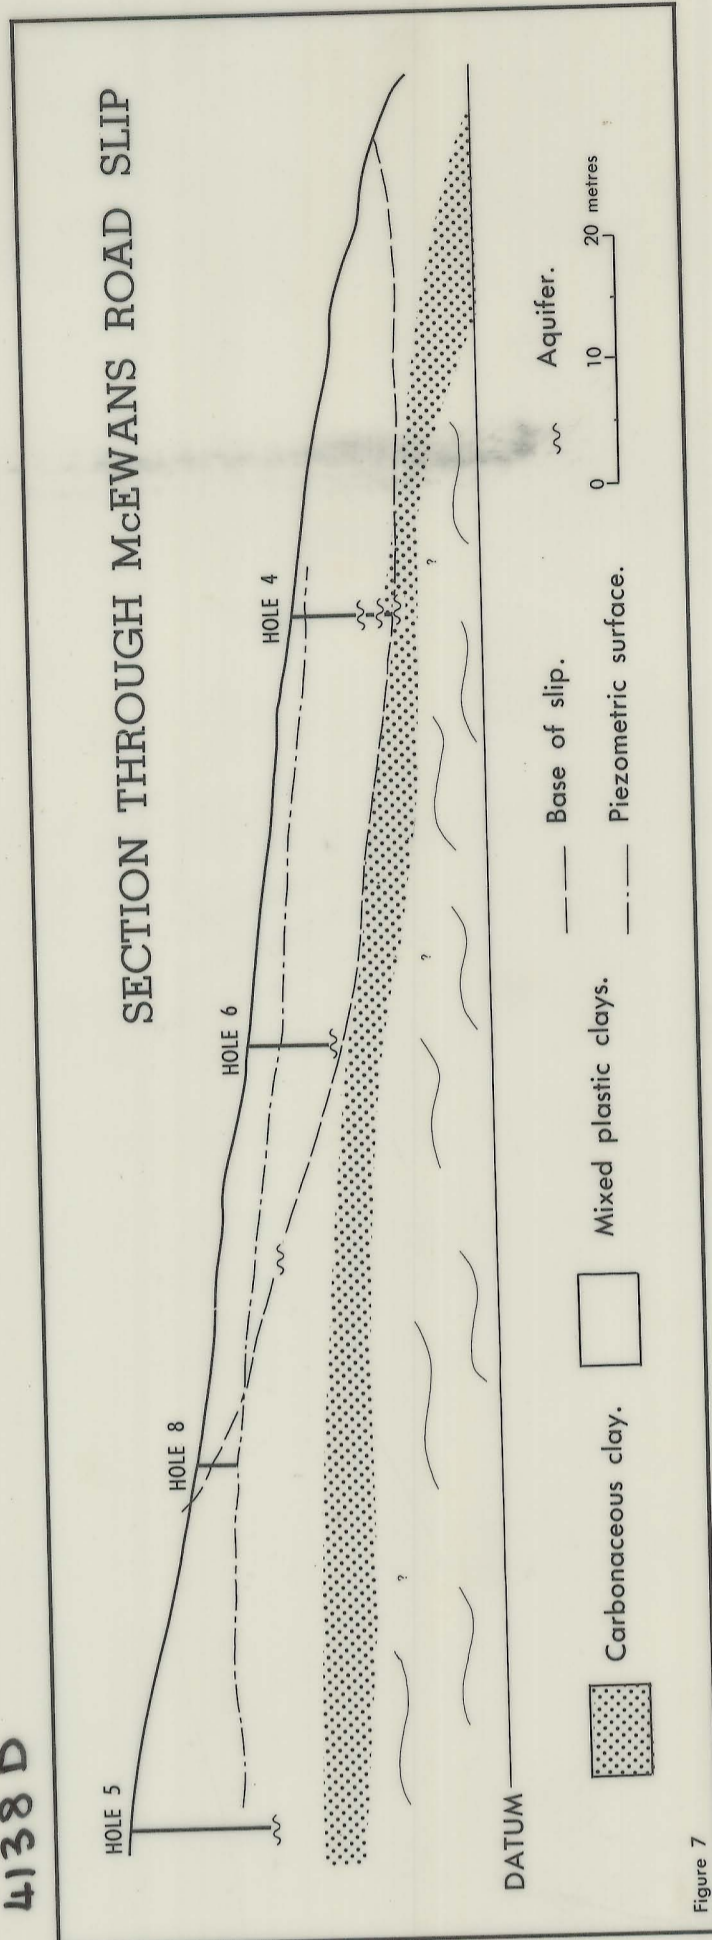 4138 D
SECTION THROUGH McEWANS ROAD SLIP
HOLE 5
HOLE 8
HOLE 6
HOLE 4
?
?
?
DATUM
Carbonaceous clay.
Mixed plastic clays.
Base of slip.
Piezometric surface.
Aquifer.
0 10 20 metres
Figure 7